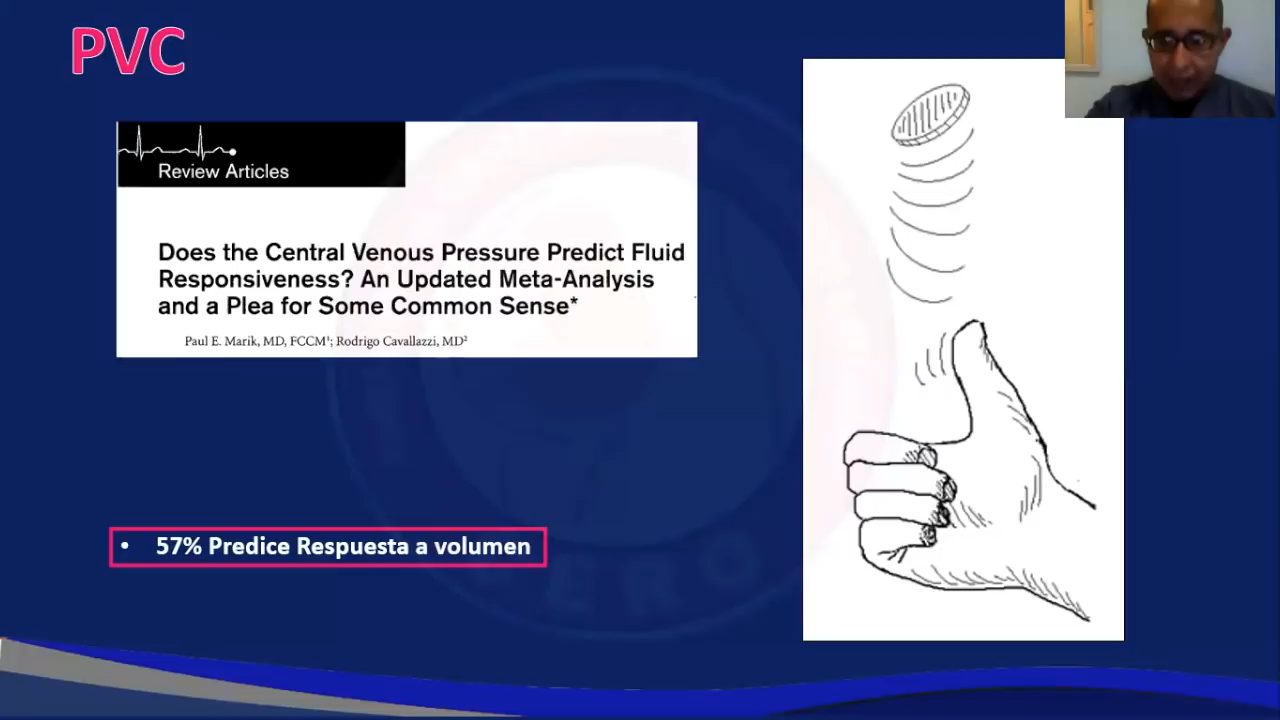 PVC
Review Articles
Does the Central Venous Pressure Predict Fluid
Responsiveness? An Updated Meta-Analysis
and a Plea for Some Common Sense*
Paul E. Marik, MD, FCCM¹; Rodrigo Cavallazzi, MD²
• 57% Predice Respuesta a volumen